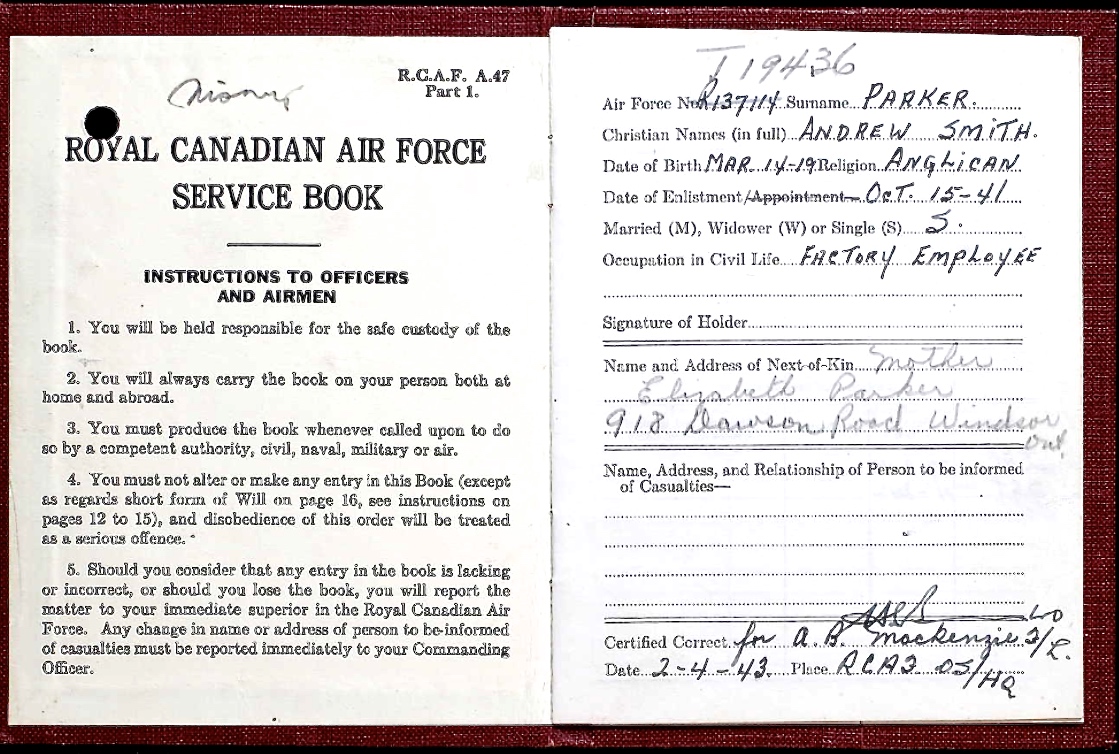 R.C.A.F. A.47
Part 1.
ROYAL CANADIAN AIR FORCE
SERVICE BOOK
INSTRUCTIONS TO OFFICERS
AND AIRMEN
1. You will be held responsible for the safe custody of the
book.
2. You will always carry the book on your person both at
home and abroad.
3. You must produce the book whenever called upon to do
so by a competent authority, civil, naval, military or air.
4. You must not alter or make any entry in this Book (except
as regards short form of Will on page 16, see instructions on
pages 12 to 15), and disobedience of this order will be treated
as a serious offence.
5. Should you consider that any entry in the book is lacking
or incorrect, or should you lose the book, you will report the
matter to your immediate superior in the Royal Canadian Air
Force. Any change in name or address of person to be informed
of casualties must be reported immediately to your Commanding
Officer.
J 19436
Air Force No. R137114 Surname PARKER.
Christian Names (in full) ANDREW SMITH.
Date of Birth MAR. 14-19 Religion ANGLICAN
Date of Enlistment/Appointment OCT. 15-41
Married (M), Widower (W) or Single (S) S.
Occupation in Civil Life FACTORY EMPLOYEE
Signature of Holder
Name and Address of Next-of-Kin Mother
Elizabeth Parker
918 Dawson Road Windsor
Ont.
Name, Address, and Relationship of Person to be informed
of Casualties—
Certified Correct for A. B. Mackenzie F/L.
Date 2-4-43. Place RCAF OS/HQ